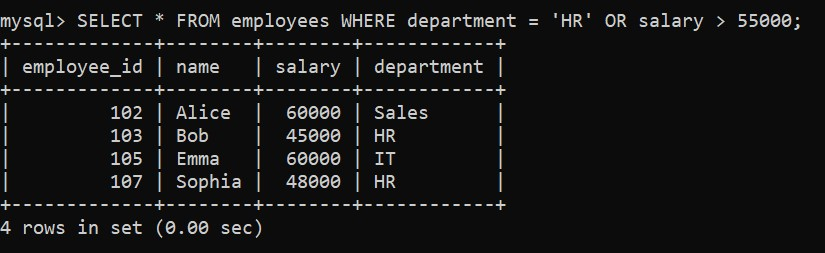 mysql> SELECT * FROM employees WHERE department = 'HR' OR salary > 55000;
+-------------+--------+--------+------------+
| employee_id | name   | salary | department |
+-------------+--------+--------+------------+
|         102 | Alice  |  60000 | Sales      |
|         103 | Bob    |  45000 | HR         |
|         105 | Emma   |  60000 | IT         |
|         107 | Sophia |  48000 | HR         |
+-------------+--------+--------+------------+
4 rows in set (0.00 sec)